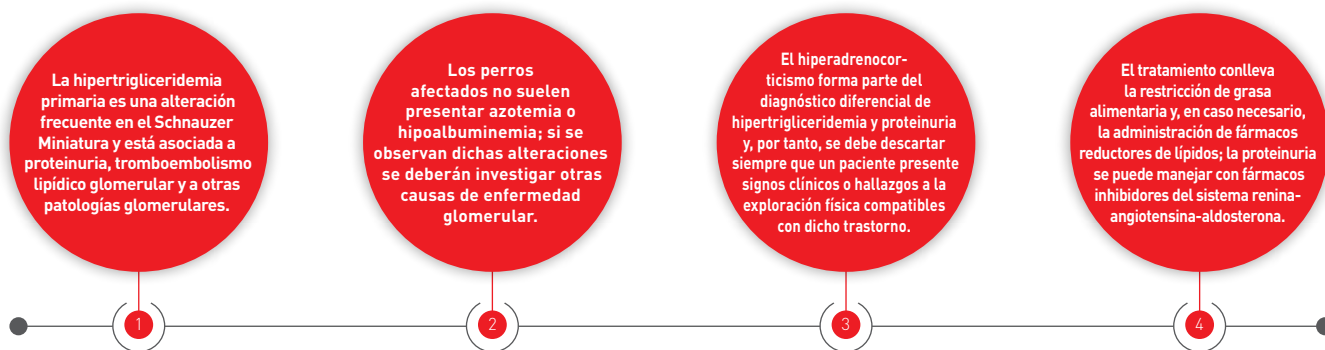 La hipertrigliceridemia
primaria es una alteración
frecuente en el Schnauzer
Miniatura y está asociada a
proteinuria, tromboembolismo
lipídico glomerular y a otras
patologías glomerulares.
1
Los perros
afectados no suelen
presentar azotemia o
hipoalbuminemia; si se
observan dichas alteraciones
se deberán investigar otras
causas de enfermedad
glomerular.
2
El hiperadrenocor-
ticismo forma parte del
diagnóstico diferencial de
hipertrigliceridemia y proteinuria
y, por tanto, se debe descartar
siempre que un paciente presente
signos clínicos o hallazgos a la
exploración física compatibles
con dicho trastorno.
3
El tratamiento conlleva
la restricción de grasa
alimentaria y, en caso necesario,
la administración de fármacos
reductores de lípidos; la proteinuria
se puede manejar con fármacos
inhibidores del sistema renina-
angiotensina-aldosterona.
4